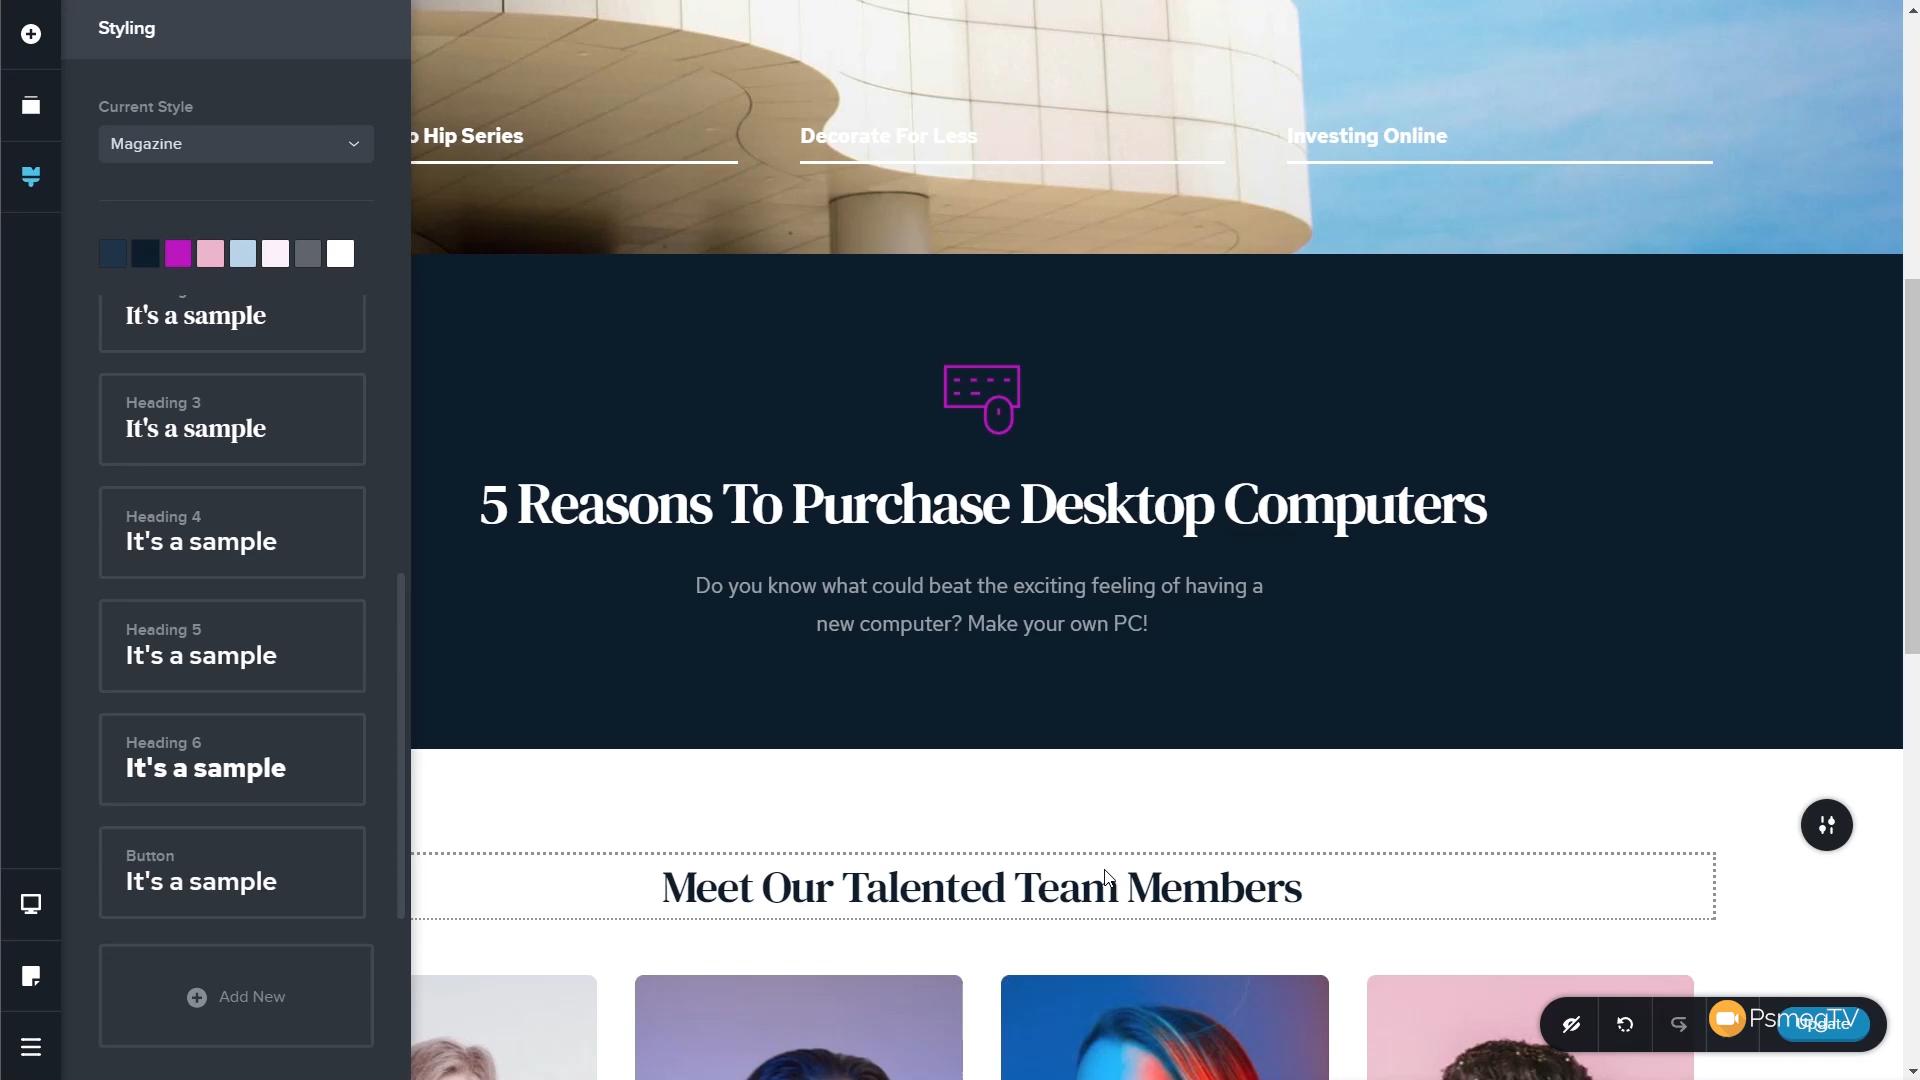 Styling
Current Style
Magazine
It's a sample
Heading 3
It's a sample
Heading 4
It's a sample
Heading 5
It's a sample
Heading 6
It's a sample
Button
It's a sample
Add New
o Hip Series
Decorate For Less
Investing Online
5 Reasons To Purchase Desktop Computers
Do you know what could beat the exciting feeling of having a
new computer? Make your own PC!
Meet Our Talented Team Members
PsmegTV
Update